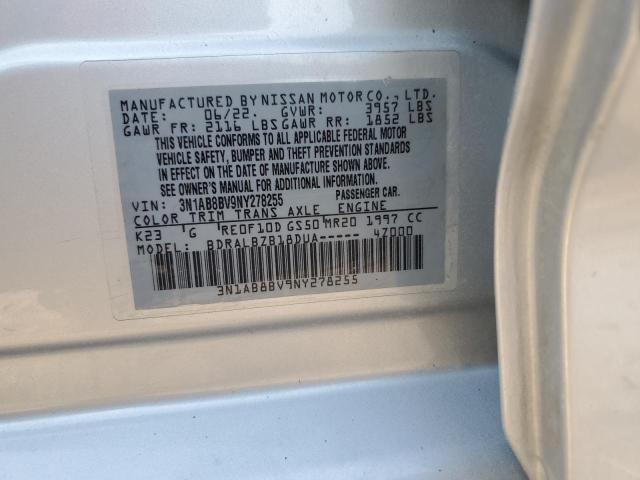 MANUFACTURED BY NISSAN MOTOR CO., LTD.
DATE: 06/22. GVWR: 3957 LBS
GAWR FR: 2116 LBS GAWR RR: 1852 LBS
THIS VEHICLE CONFORMS TO ALL APPLICABLE FEDERAL MOTOR
VEHICLE SAFETY, BUMPER AND THEFT PREVENTION STANDARDS
IN EFFECT ON THE DATE OF MANUFACTURE SHOWN ABOVE.
SEE OWNER'S MANUAL FOR ADDITIONAL INFORMATION.
VIN: 3N1AB8BV9NY278255 PASSENGER CAR.
COLOR TRIM TRANS AXLE ENGINE
K23 G RE0F10D GS50 MR20 1997 CC
MODEL: BDRALBZB18DUA----- 47000
3N1AB8BV9NY278255